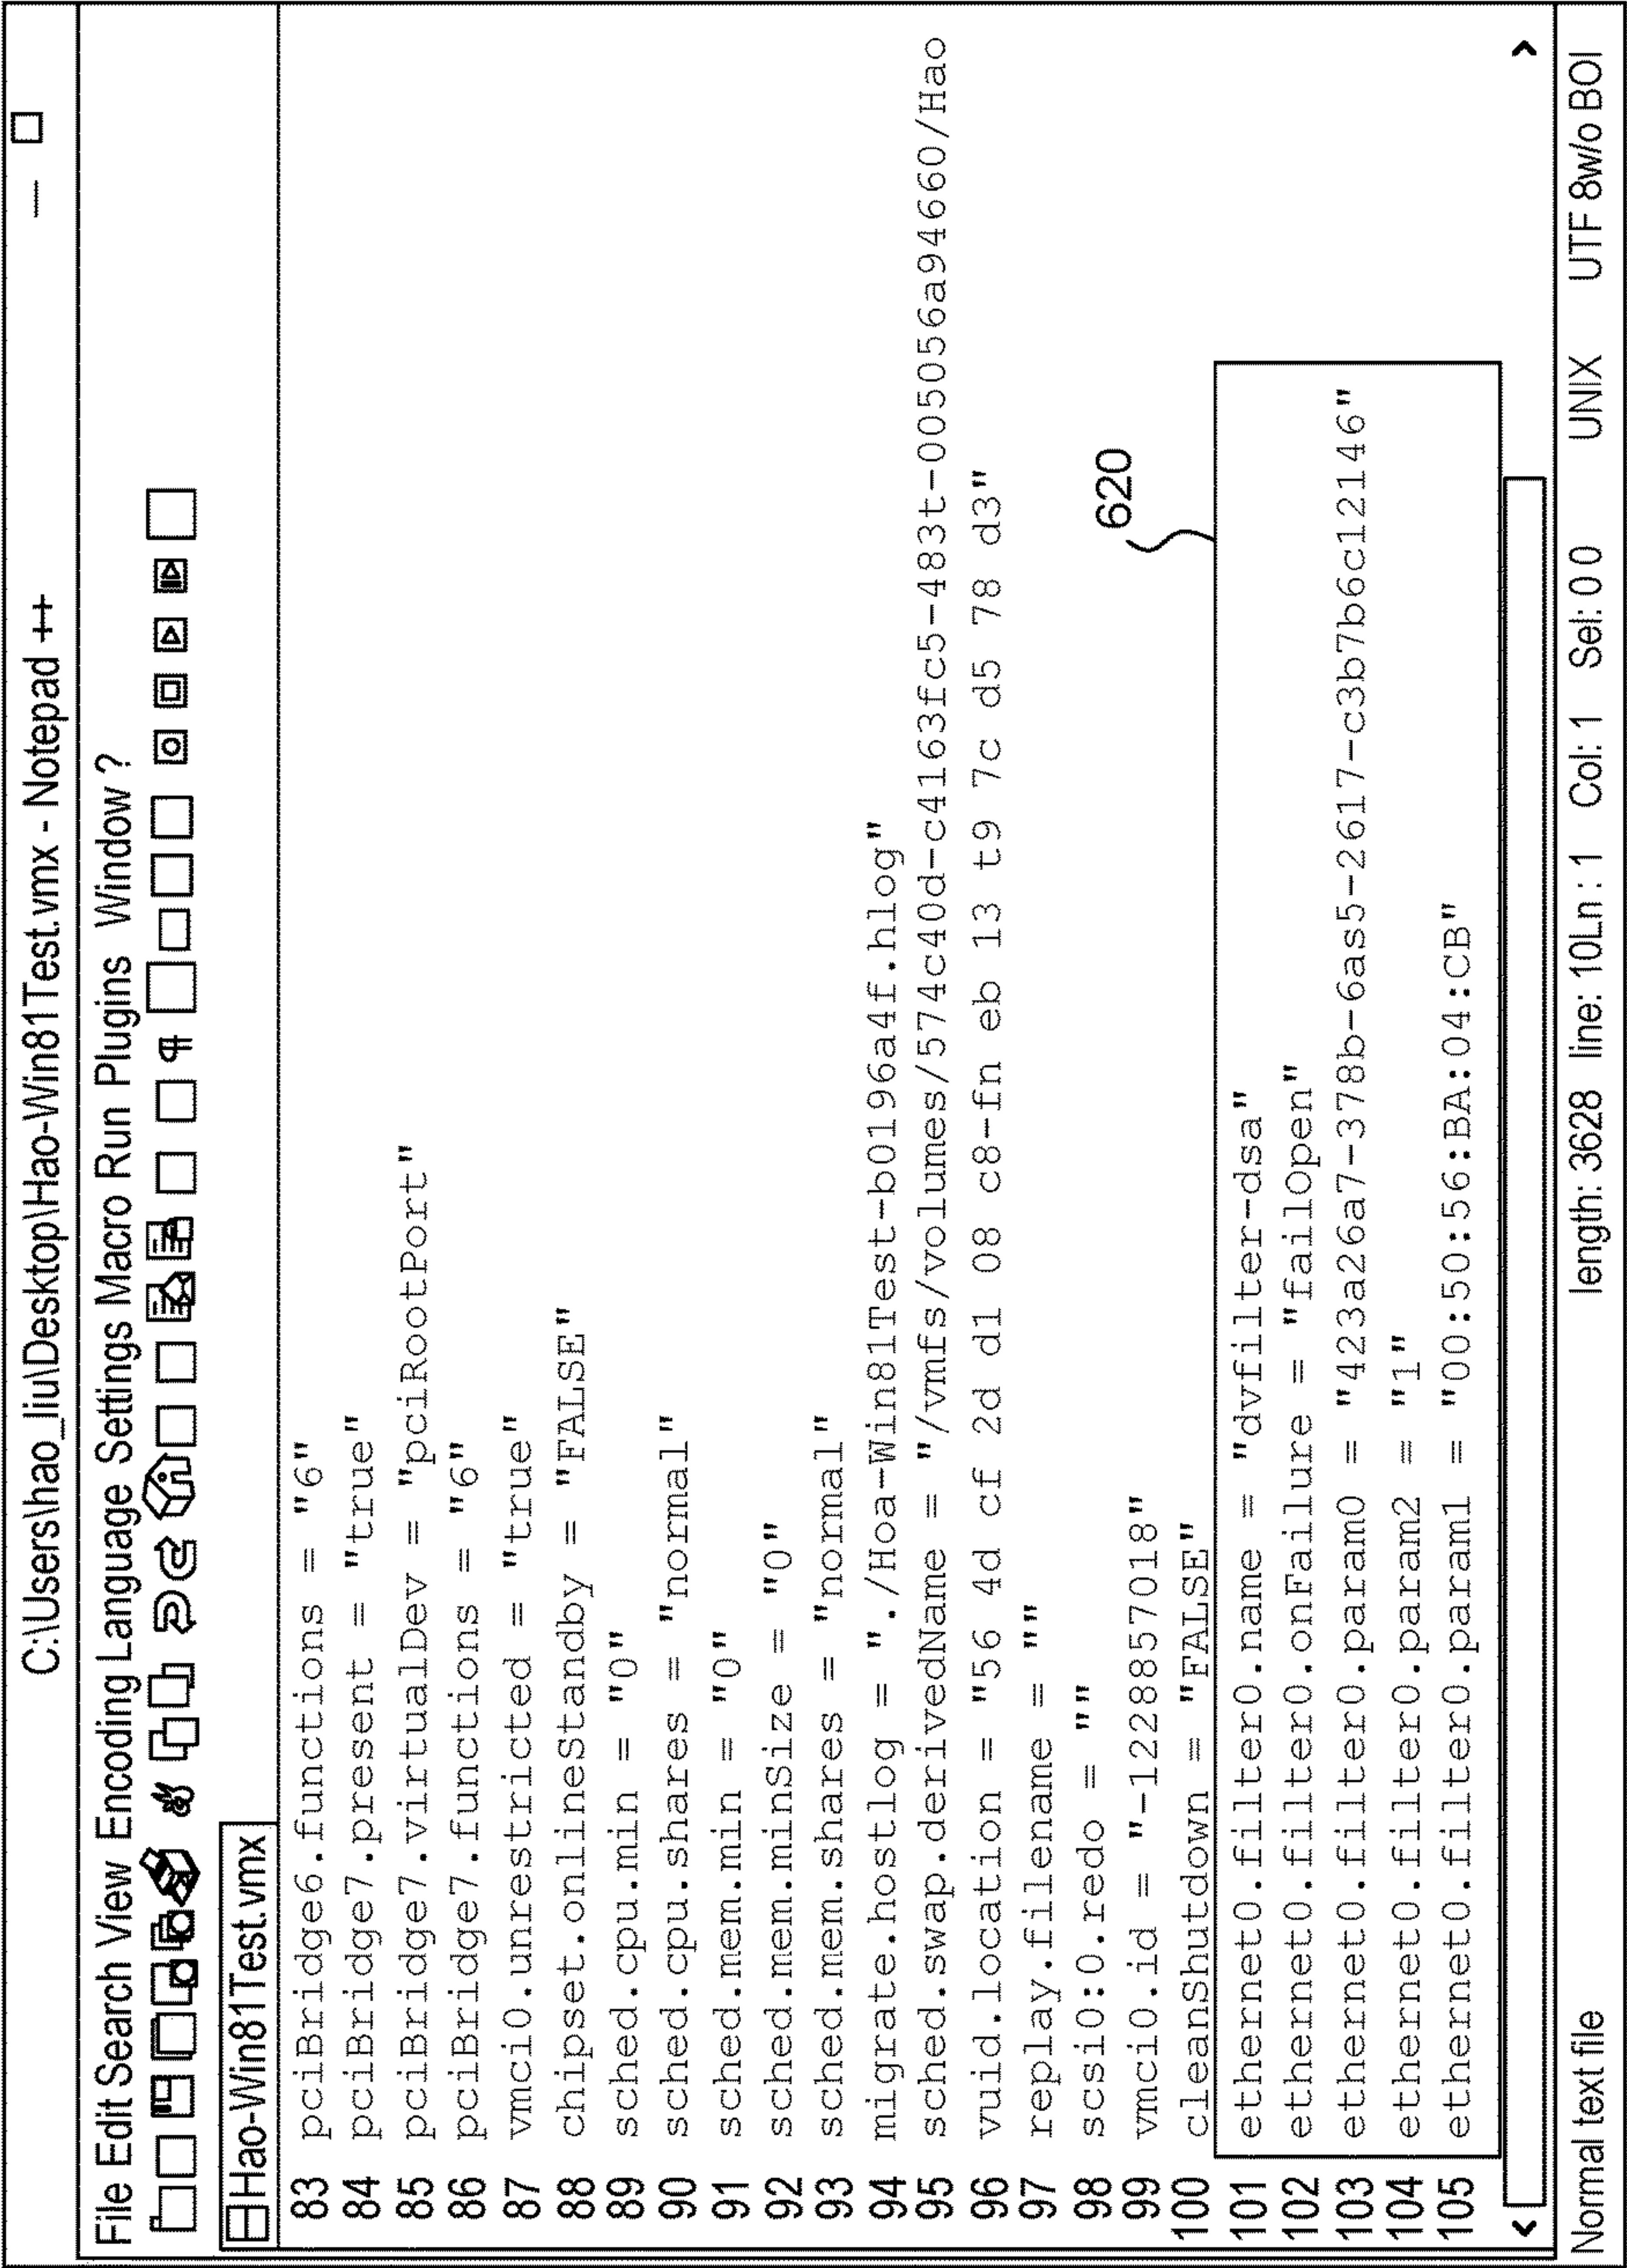 C:\Users\hao_liu\Desktop\Hao-Win81Test.vmx - Notepad ++
File Edit Search View Encoding Language Settings Macro Run Plugins Window ?
Hao-Win81Test.vmx
83 pciBridge6.functions = "6"
84 pciBridge7.present = "true"
85 pciBridge7.virtualDev = "pciRootPort"
86 pciBridge7.functions = "6"
87 vmci0.unrestricted = "true"
88 chipset.onlineStandby = "FALSE"
89 sched.cpu.min = "0"
90 sched.cpu.shares = "normal"
91 sched.mem.min = "0"
92 sched.mem.minSize = "0"
93 sched.mem.shares = "normal"
94 migrate.hostlog = "./Hoa-Win81Test-b0196a4f.hlog"
95 sched.swap.derivedName = "/vmfs/volumes/574c40d-c4163fc5-483t-005056a94660/Hao
96 vuid.location = "56 4d cf 2d d1 08 c8-fn eb 13 t9 7c d5 78 d3"
97 replay.filename = ""
98 sccsi0:0.redo = ""
99 vmci0.id = "-1228857018"
100 cleanShutdown = "FALSE"
620
101 ethernet0.filter0.name = "dvfilter-dsa"
102 ethernet0.filter0.onFailure = "failOpen"
103 ethernet0.filter0.param0 = "423a26a7-378b-6as5-2617-c3b7b6c12146"
104 ethernet0.filter0.param2 = "1"
105 ethernet0.filter0.param1 = "00:50:56:BA:04:CB"
Normal text file length: 3628 line: 10Ln : 1 Col: 1 Sel: 0 0 UNIX UTF 8w/o BOI